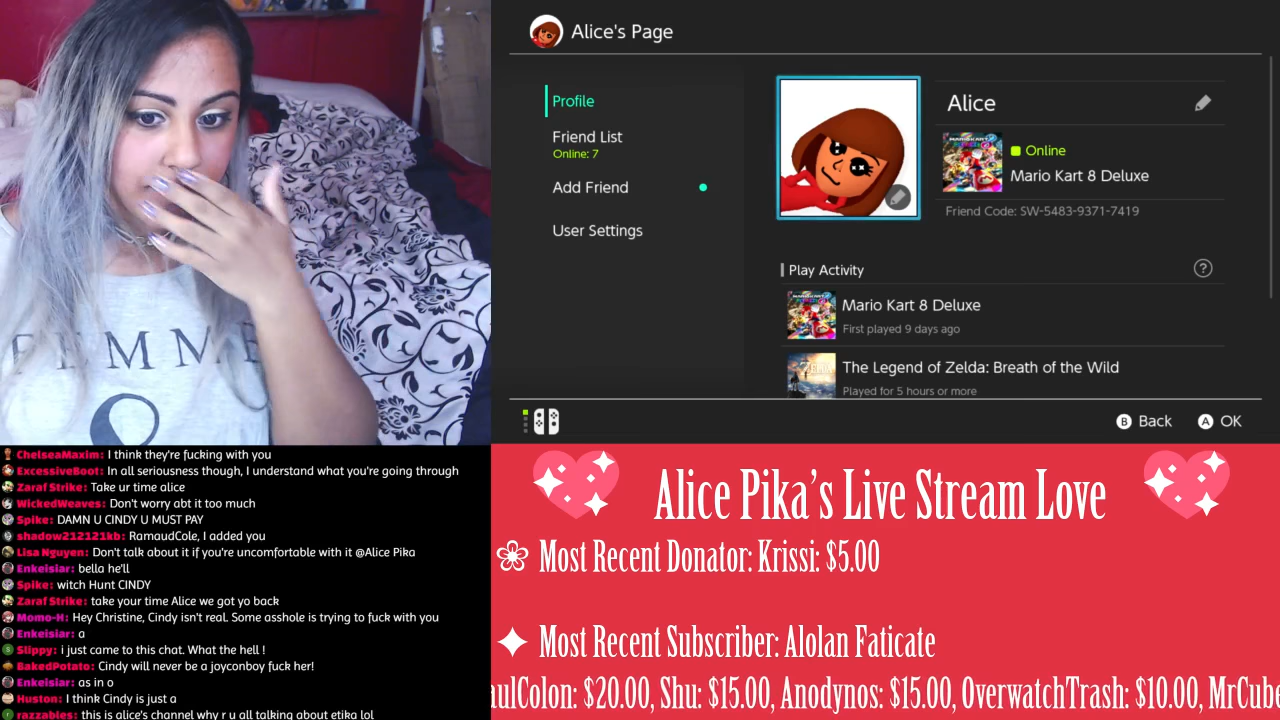 FEMME
ChelseaMaxim: I think they're fucking with you
ExcessiveBoot: In all seriousness though, I understand what you're going through
Zaraf Strike: Take ur time alice
WickedWeaves: Don't worry abt it too much
Spike: DAMN U CINDY U MUST PAY
shadow212121kb: RamaudCole, I added you
Lisa Nguyen: Don't talk about it if you're uncomfortable with it @Alice Pika
Enkeisiar: bella he'll
Spike: witch Hunt CINDY
Zaraf Strike: take your time Alice we got yo back
Momo-H: Hey Christine, Cindy isn't real. Some asshole is trying to fuck with you
Enkeisiar: a
Slippy: i just came to this chat. What the hell !
BakedPotato: Cindy will never be a joyconboy fuck her!
Enkeisiar: as in o
Huston: I think Cindy is just a
razzables: this is alice's channel why r u all talking about etika lol
Alice's Page
Profile
Friend List
Online: 7
Add Friend
User Settings
Alice
Online
Mario Kart 8 Deluxe
Friend Code: SW-5483-9371-7419
Play Activity
?
Mario Kart 8 Deluxe
First played 9 days ago
The Legend of Zelda: Breath of the Wild
Played for 5 hours or more
B Back A OK
Alice Pika's Live Stream Love
Most Recent Donator: Krissi: $5.00
Most Recent Subscriber: Alolan Faticate
aulColon: $20.00, Shu: $15.00, Anodynos: $15.00, OverwatchTrash: $10.00, MrCube